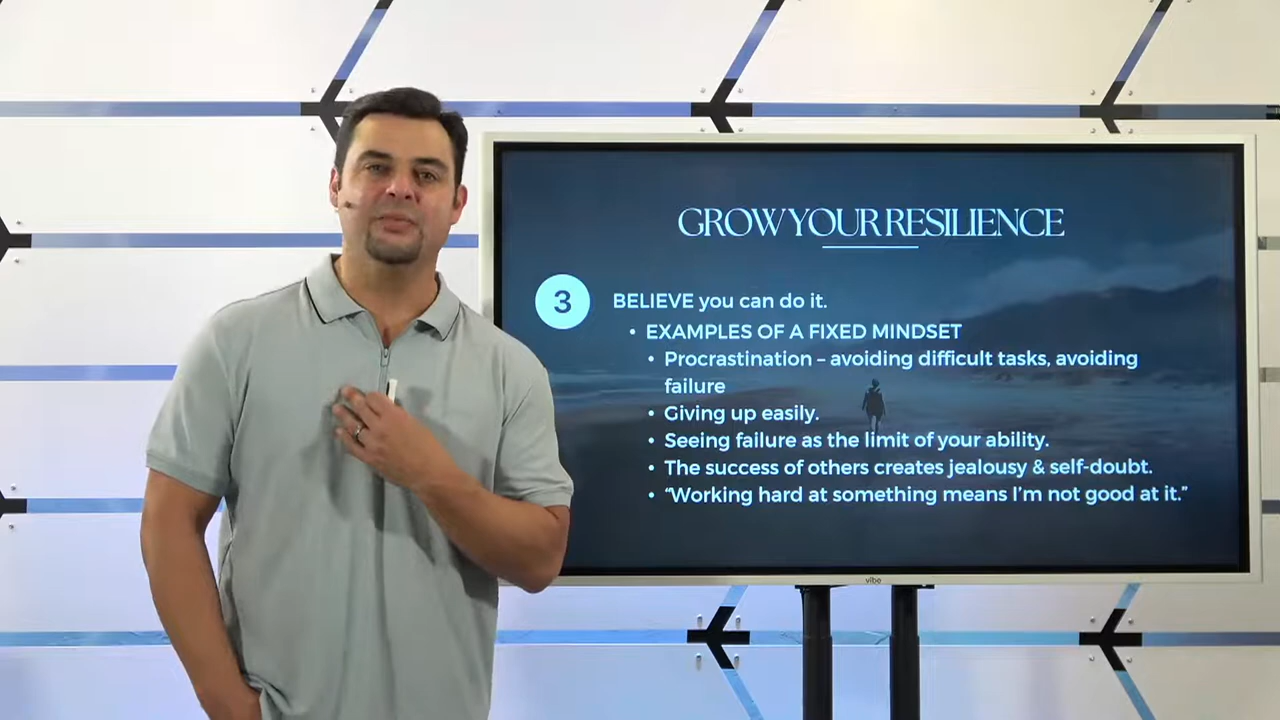 GROW YOUR RESILIENCE
3
BELIEVE you can do it.
• EXAMPLES OF A FIXED MINDSET
• Procrastination – avoiding difficult tasks, avoiding
failure
• Giving up easily.
• Seeing failure as the limit of your ability.
• The success of others creates jealousy & self-doubt.
• “Working hard at something means I’m not good at it.”
vibe